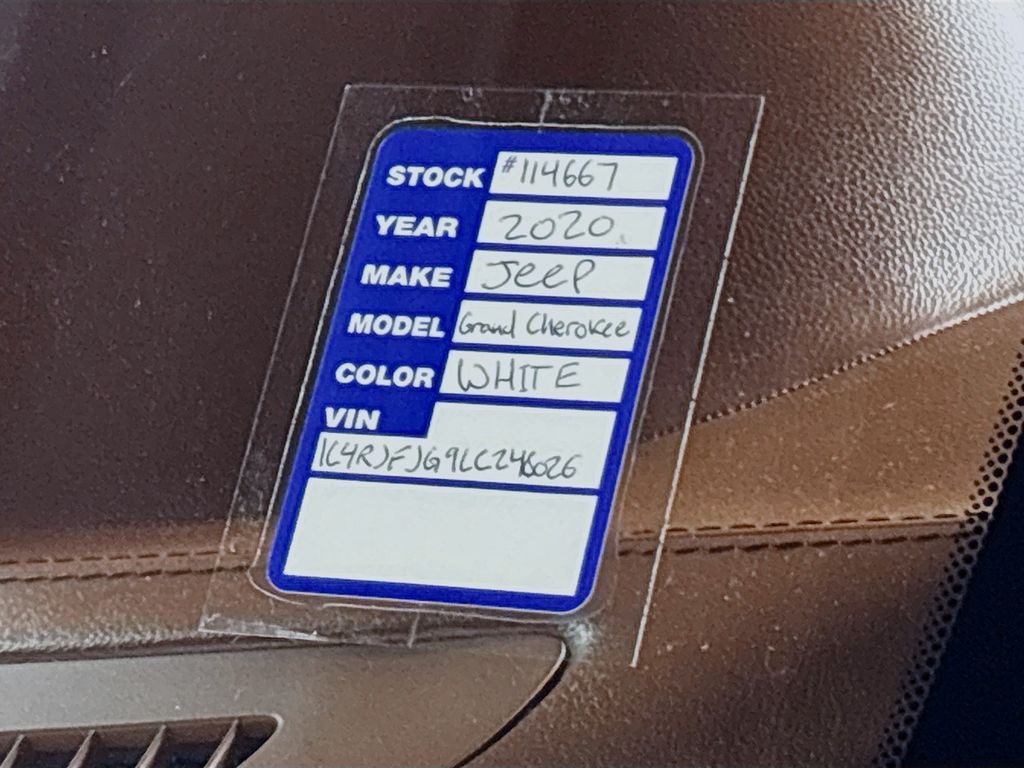 STOCK #114667
YEAR 2020
MAKE Jeep
MODEL Grand Cherokee
COLOR WHITE
VIN
1C4RJFJG9LC246026